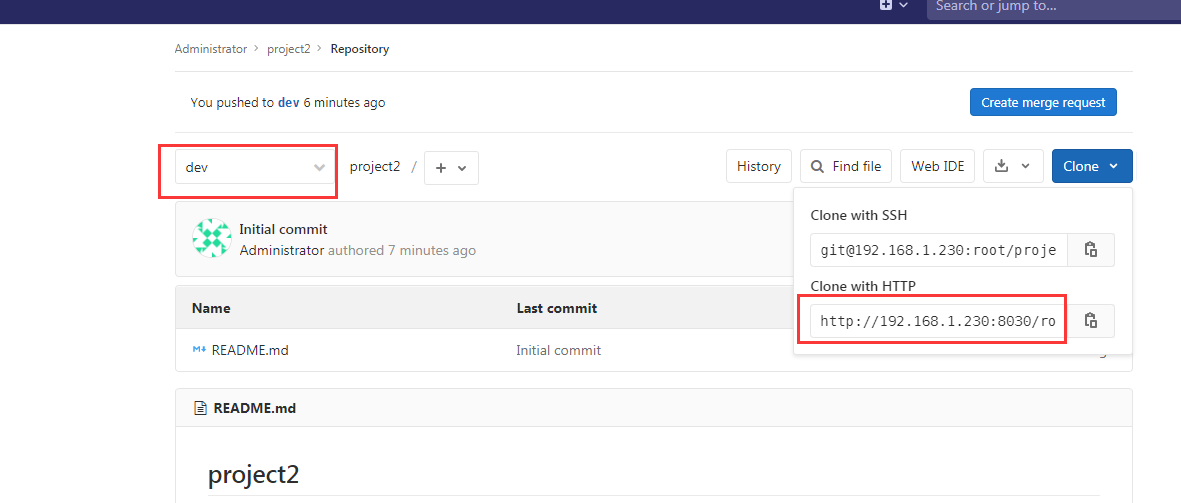 Search or jump to...
Administrator > project2 > Repository
You pushed to dev 6 minutes ago
Create merge request
dev
project2 /
History
Find file
Web IDE
Clone
Initial commit
Administrator authored 7 minutes ago
Clone with SSH
git@192.168.1.230:root/proje
Clone with HTTP
http://192.168.1.230:8030/ro
Name Last commit
README.md Initial commit
README.md
project2